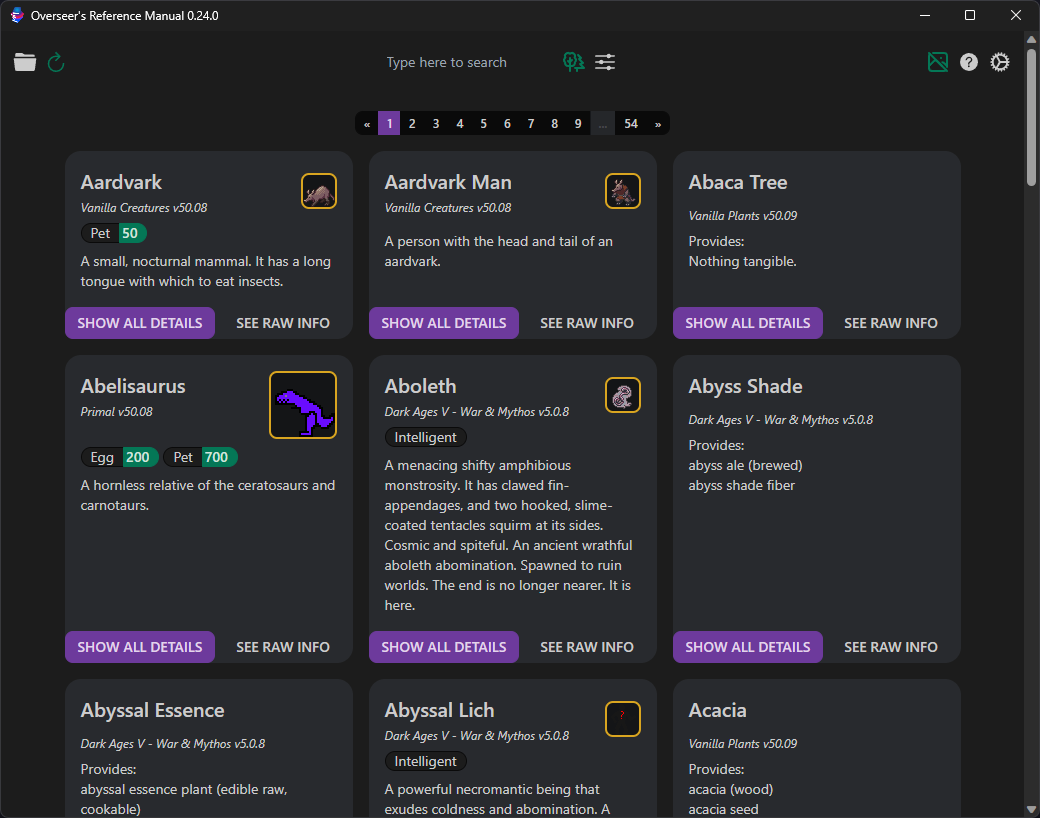 Overseer's Reference Manual 0.24.0
Type here to search
« 1 2 3 4 5 6 7 8 9 ... 54 »
Aardvark
Vanilla Creatures v50.08
Pet 50
A small, nocturnal mammal. It has a long
tongue with which to eat insects.
SHOW ALL DETAILS SEE RAW INFO
Aardvark Man
Vanilla Creatures v50.08
A person with the head and tail of an
aardvark.
SHOW ALL DETAILS SEE RAW INFO
Abaca Tree
Vanilla Plants v50.09
Provides:
Nothing tangible.
SHOW ALL DETAILS SEE RAW INFO
Abelisaurus
Primal v50.08
Egg 200 Pet 700
A hornless relative of the ceratosaurs and
carnotaurs.
SHOW ALL DETAILS SEE RAW INFO
Aboleth
Dark Ages V - War & Mythos v5.0.8
Intelligent
A menacing shifty amphibious
monstrosity. It has clawed fin-
appendages, and two hooked, slime-
coated tentacles squirm at its sides.
Cosmic and spiteful. An ancient wrathful
aboleth abomination. Spawned to ruin
worlds. The end is no longer nearer. It is
here.
SHOW ALL DETAILS SEE RAW INFO
Abyss Shade
Dark Ages V - War & Mythos v5.0.8
Provides:
abyss ale (brewed)
abyss shade fiber
SHOW ALL DETAILS SEE RAW INFO
Abyssal Essence
Dark Ages V - War & Mythos v5.0.8
Provides:
abyssal essence plant (edible raw,
cookable)
Abyssal Lich
?
Dark Ages V - War & Mythos v5.0.8
Intelligent
A powerful necromantic being that
exudes coldness and abomination. A
Acacia
Vanilla Plants v50.09
Provides:
acacia (wood)
acacia seed